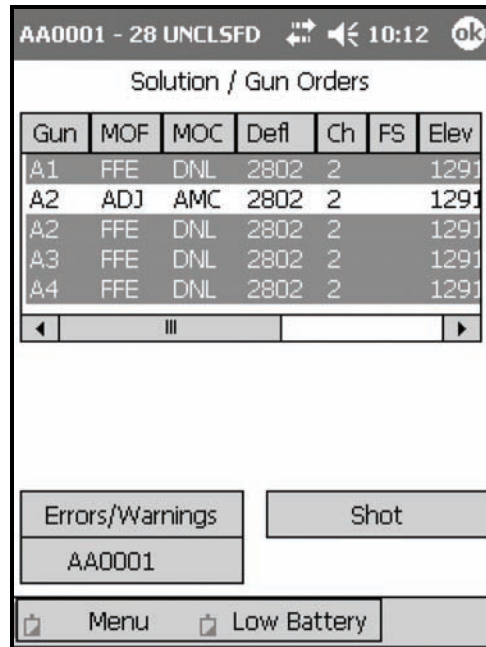 AA0001 - 28 UNCLSFD 10:12 ok
Solution / Gun Orders
Gun MOF MOC Defl Ch FS Elev
A1 FFE DNL 2802 2 1291
A2 ADJ AMC 2802 2 1291
A2 FFE DNL 2802 2 1291
A3 FFE DNL 2802 2 1291
A4 FFE DNL 2802 2 1291
Errors/Warnings Shot
AA0001
Menu Low Battery